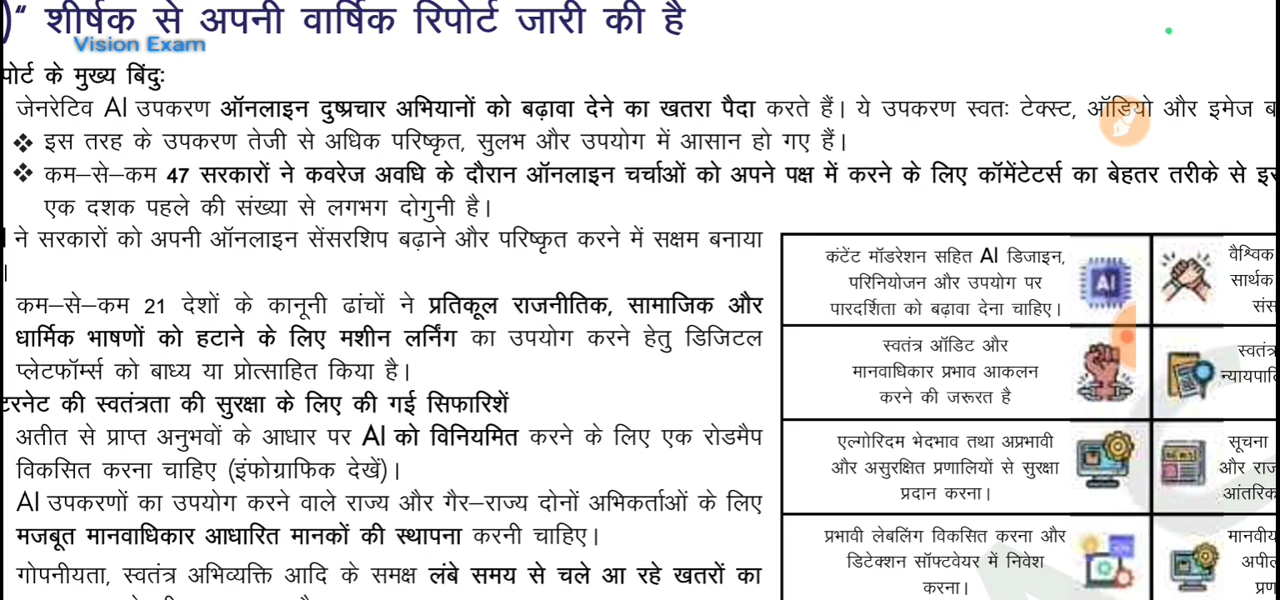 )" शीर्षक से अपनी वार्षिक रिपोर्ट जारी की है
Vision Exam
पोर्ट के मुख्य बिंदुः
जेनरेटिव AI उपकरण ऑनलाइन दुष्प्रचार अभियानों को बढ़ावा देने का खतरा पैदा करते हैं। ये उपकरण स्वतः टेक्स्ट, ऑडियो और इमेज ब
❖ इस तरह के उपकरण तेजी से अधिक परिष्कृत, सुलभ और उपयोग में आसान हो गए हैं।
❖ कम–से–कम 47 सरकारों ने कवरेज अवधि के दौरान ऑनलाइन चर्चाओं को अपने पक्ष में करने के लिए कॉमेंटेटर्स का बेहतर तरीके से इस
एक दशक पहले की संख्या से लगभग दोगुनी है।
ने सरकारों को अपनी ऑनलाइन सेंसरशिप बढ़ाने और परिष्कृत करने में सक्षम बनाया
।
कम–से–कम 21 देशों के कानूनी ढांचों ने प्रतिकूल राजनीतिक, सामाजिक और
धार्मिक भाषणों को हटाने के लिए मशीन लर्निंग का उपयोग करने हेतु डिजिटल
प्लेटफॉर्म्स को बाध्य या प्रोत्साहित किया है।
टरनेट की स्वतंत्रता की सुरक्षा के लिए की गई सिफारिशें
अतीत से प्राप्त अनुभवों के आधार पर AI को विनियमित करने के लिए एक रोडमैप
विकसित करना चाहिए (इंफोग्राफिक देखें)।
AI उपकरणों का उपयोग करने वाले राज्य और गैर–राज्य दोनों अभिकर्ताओं के लिए
मजबूत मानवाधिकार आधारित मानकों की स्थापना करनी चाहिए।
गोपनीयता, स्वतंत्र अभिव्यक्ति आदि के समक्ष लंबे समय से चले आ रहे खतरों का
कंटेंट मॉडरेशन सहित AI डिजाइन,
परिनियोजन और उपयोग पर
पारदर्शिता को बढ़ावा देना चाहिए।
AI
वैश्विक
सार्थक
संस
स्वतंत्र ऑडिट और
मानवाधिकार प्रभाव आकलन
करने की जरूरत है
स्वतंत्र
न्यायपालि
एल्गोरिदम भेदभाव तथा अप्रभावी
और असुरक्षित प्रणालियों से सुरक्षा
प्रदान करना।
NEWS
सूचना
और राज
आंतरिक
प्रभावी लेबलिंग विकसित करना और
डिटेक्शन सॉफ्टवेयर में निवेश
करना।
मानवीय
अपील
प्रण